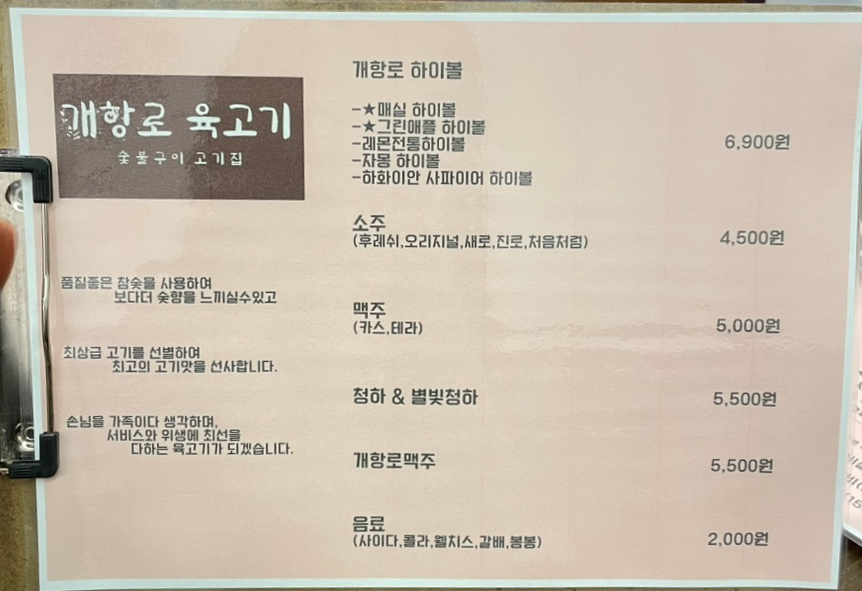 개항로 육고기
숯불구이 고기집
품질좋은 참숯을 사용하여
보다더 숯향을 느끼실수있고
최상급 고기를 선별하여
최고의 고기맛을 선사합니다.
손님을 가족이다 생각하며,
서비스와 위생에 최선을
다하는 육고기가 되겠습니다.
개항로 하이볼
-★매실 하이볼
-★그린애플 하이볼
-레몬전통하이볼
-자몽 하이볼
-하화이안 사파이어 하이볼
6,900원
소주
(후레쉬,오리지널,새로,진로,처음처럼)
4,500원
맥주
(카스,테라)
5,000원
청하 & 별빛청하
5,500원
개항로맥주
5,500원
음료
(사이다,콜라,웰치스,갈배,봉봉)
2,000원